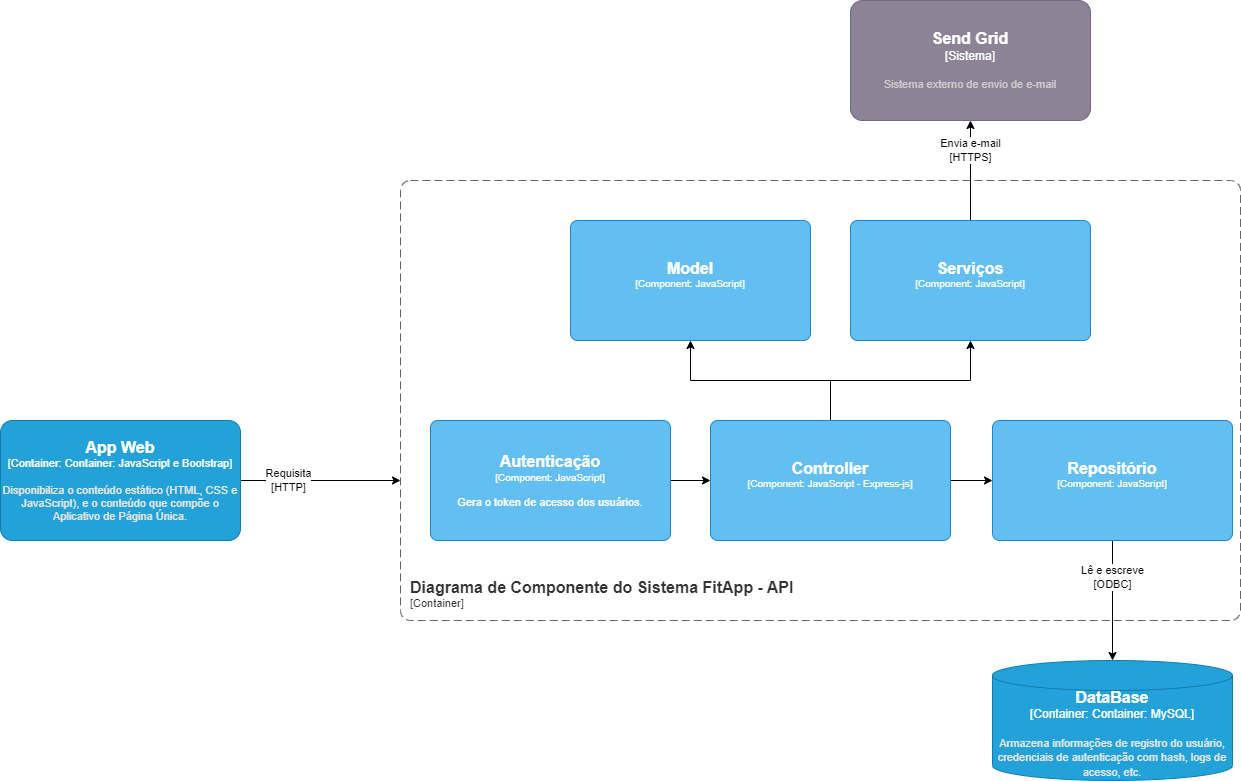 Send Grid
[Sistema]
Sistema externo de envio de e-mail
Envia e-mail
[HTTPS]
Model
[Component: JavaScript]
Serviços
[Component: JavaScript]
App Web
[Container: Container: JavaScript e Bootstrap]
Disponibiliza o conteúdo estático (HTML, CSS e
JavaScript), e o conteúdo que compõe o
Aplicativo de Página Única.
Requisita
[HTTP]
Autenticação
[Component: JavaScript]
Gera o token de acesso dos usuários.
Controller
[Component: JavaScript - Express-js]
Repositório
[Component: JavaScript]
Diagrama de Componente do Sistema FitApp - API
[Container]
Lê e escreve
[ODBC]
DataBase
[Container: Container: MySQL]
Armazena informações de registro do usuário,
credenciais de autenticação com hash, logs de
acesso, etc.